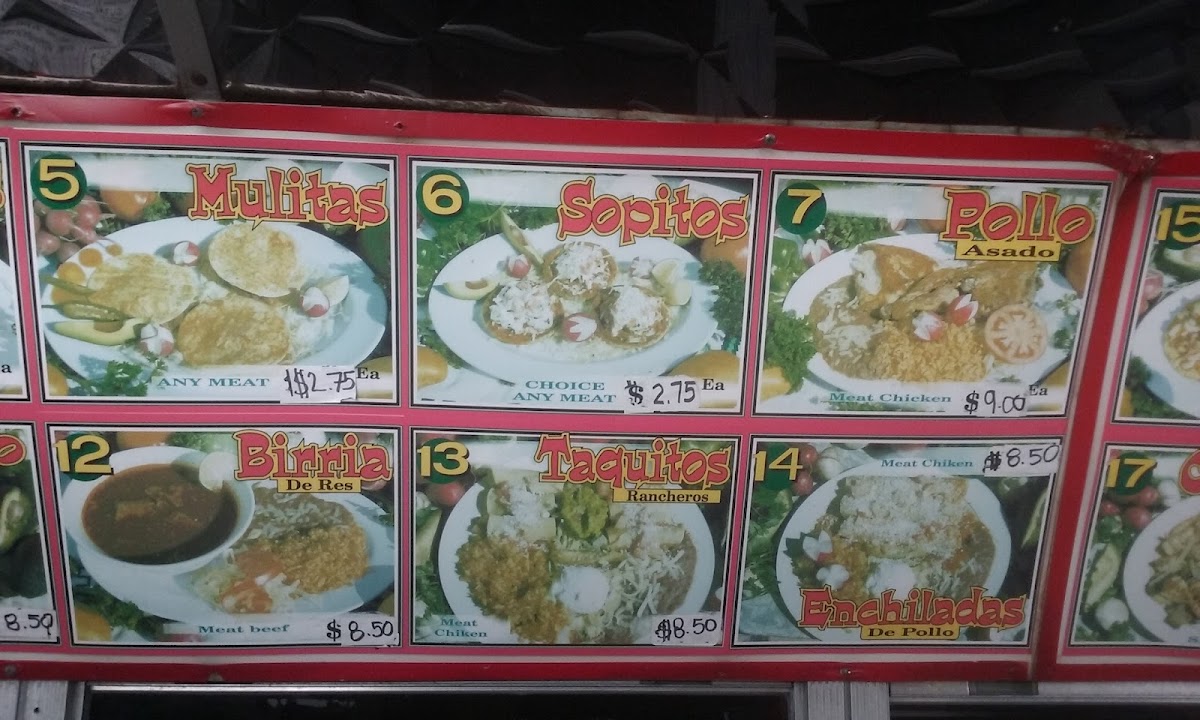 5
Mulitas
ANY MEAT
$2.75 Ea
6
Sopitos
CHOICE
ANY MEAT
$2.75 Ea
7
Pollo
Asado
Meat Chicken
$9.00 Ea
15
8.50
12
Birria
De Res
Meat beef
$8.50
13
Taquitos
Rancheros
Meat
Chiken
$8.50
14
Meat Chiken
$8.50
Enchiladas
De Pollo
17